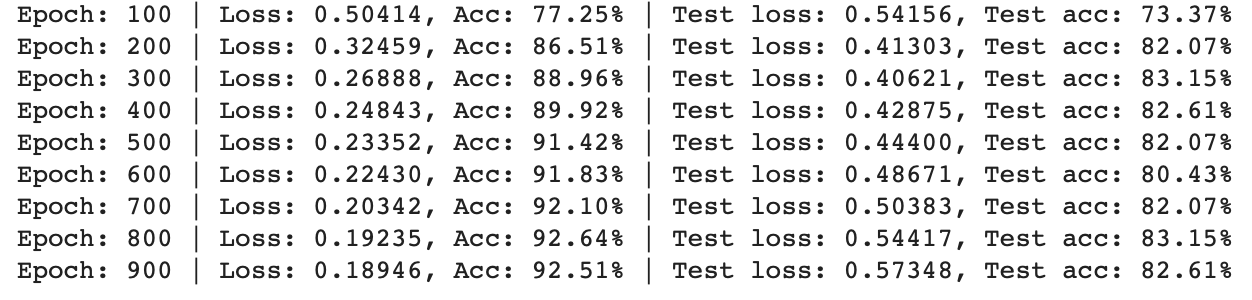 Epoch: 100 | Loss: 0.50414, Acc: 77.25% | Test loss: 0.54156, Test acc: 73.37%
Epoch: 200 | Loss: 0.32459, Acc: 86.51% | Test loss: 0.41303, Test acc: 82.07%
Epoch: 300 | Loss: 0.26888, Acc: 88.96% | Test loss: 0.40621, Test acc: 83.15%
Epoch: 400 | Loss: 0.24843, Acc: 89.92% | Test loss: 0.42875, Test acc: 82.61%
Epoch: 500 | Loss: 0.23352, Acc: 91.42% | Test loss: 0.44400, Test acc: 82.07%
Epoch: 600 | Loss: 0.22430, Acc: 91.83% | Test loss: 0.48671, Test acc: 80.43%
Epoch: 700 | Loss: 0.20342, Acc: 92.10% | Test loss: 0.50383, Test acc: 82.07%
Epoch: 800 | Loss: 0.19235, Acc: 92.64% | Test loss: 0.54417, Test acc: 83.15%
Epoch: 900 | Loss: 0.18946, Acc: 92.51% | Test loss: 0.57348, Test acc: 82.61%